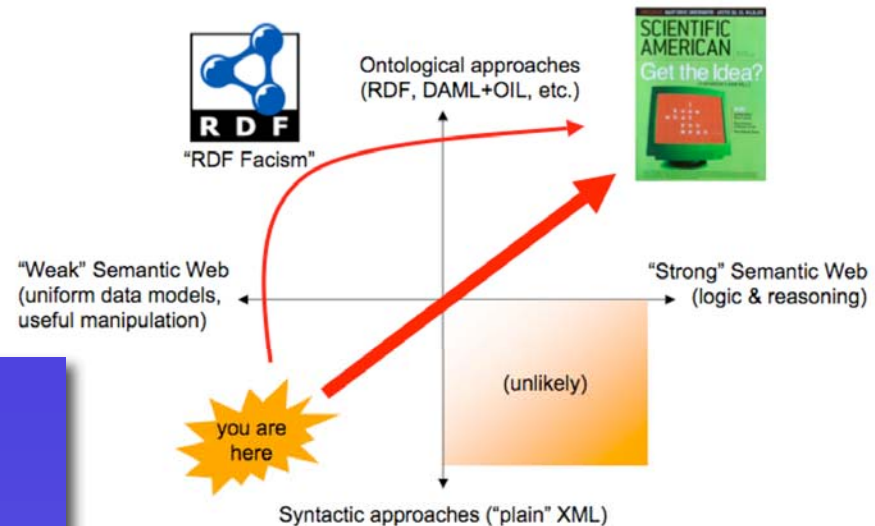 Ontological approaches
(RDF, DAML+OIL, etc.)
RDF
"RDF Facism"
SCIENTIFIC
AMERICAN
Get the Idea?
"Weak" Semantic Web
(uniform data models,
useful manipulation)
"Strong" Semantic Web
(logic & reasoning)
(unlikely)
you are
here
Syntactic approaches ("plain" XML)